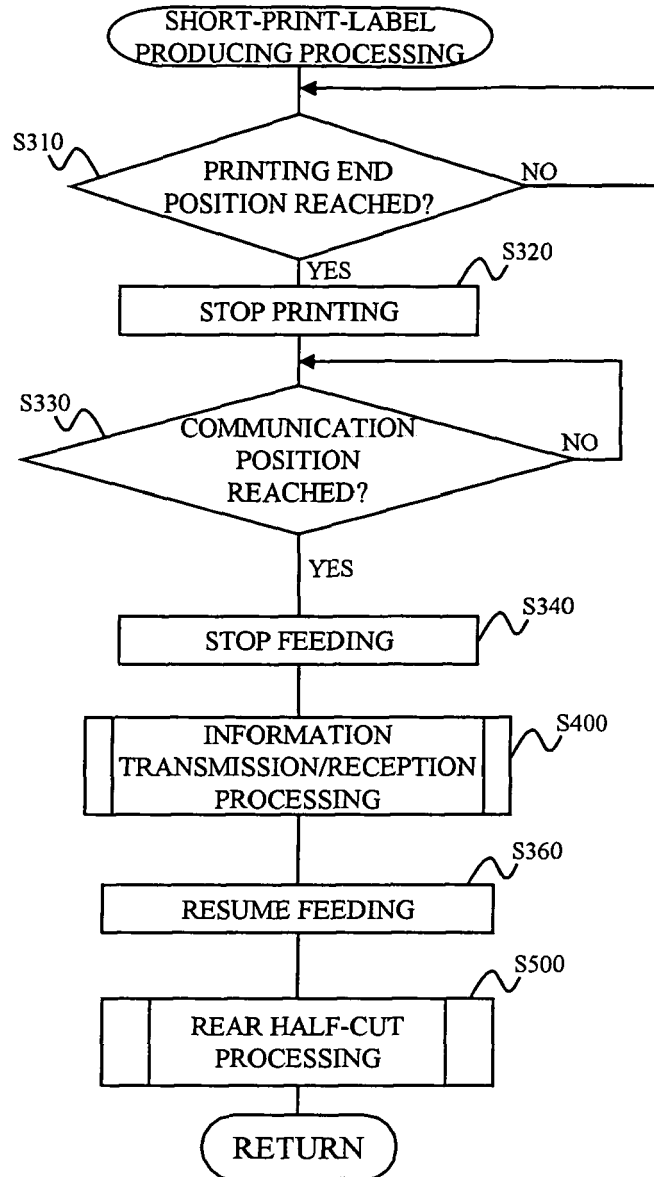 SHORT-PRINT-LABEL
PRODUCING PROCESSING
S310
PRINTING END
POSITION REACHED?
NO
YES
S320
STOP PRINTING
S330
COMMUNICATION
POSITION
REACHED?
NO
YES
S340
STOP FEEDING
S400
INFORMATION
TRANSMISSION/RECEPTION
PROCESSING
S360
RESUME FEEDING
S500
REAR HALF-CUT
PROCESSING
RETURN